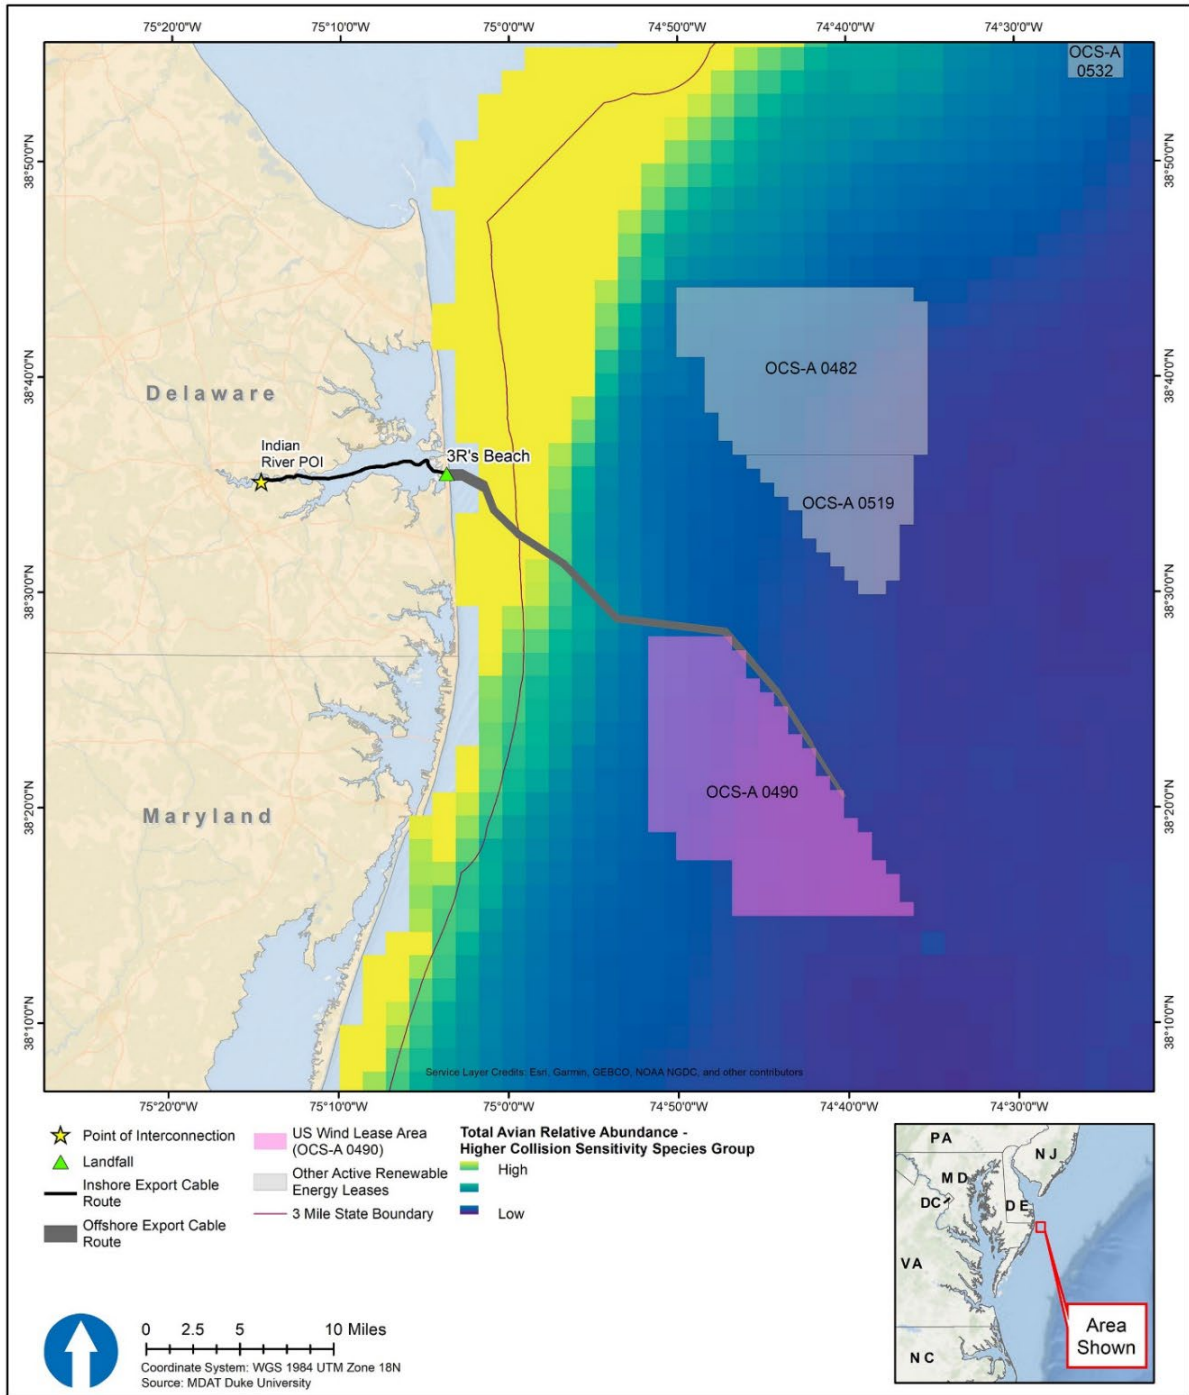 75°20'0"W 75°10'0"W 75°0'0"W 74°50'0"W 74°40'0"W 74°30'0"W
OCS-A
0532
38°50'0"N 38°50'0"N
38°40'0"N 38°40'0"N
OCS-A 0482
Delaware
Indian
River POI
3R's Beach
OCS-A 0519
38°30'0"N 38°30'0"N
OCS-A 0490
Maryland
38°20'0"N 38°20'0"N
38°10'0"N 38°10'0"N
Service Layer Credits: Esri, Garmin, GEBCO, NOAA NGDC, and other contributors
75°20'0"W 75°10'0"W 75°0'0"W 74°50'0"W 74°40'0"W 74°30'0"W
Point of Interconnection
Landfall
Inshore Export Cable
Route
Offshore Export Cable
Route
US Wind Lease Area
(OCS-A 0490)
Other Active Renewable
Energy Leases
3 Mile State Boundary
Total Avian Relative Abundance -
Higher Collision Sensitivity Species Group
High
Low
PA
NJ
MD
DC
DE
VA
NC
Area
Shown
0 2.5 5 10 Miles
Coordinate System: WGS 1984 UTM Zone 18N
Source: MDAT Duke University